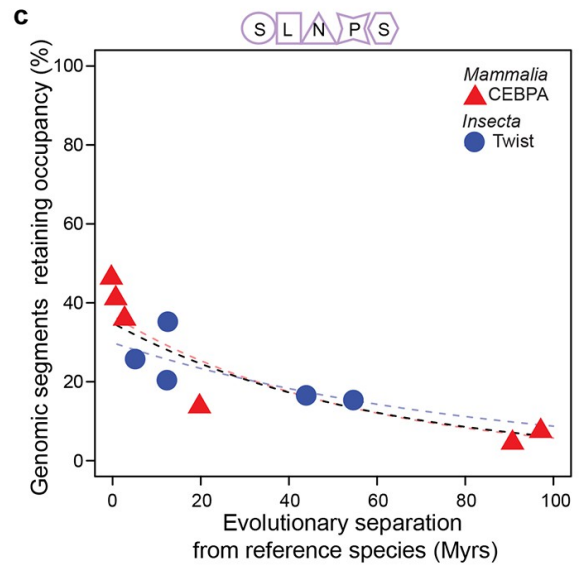 c
S L N P S
Genomic segments retaining occupancy (%)
100
80
60
40
20
0
Mammalia
CEBPA
Insecta
Twist
0 20 40 60 80 100
Evolutionary separation
from reference species (Myrs)